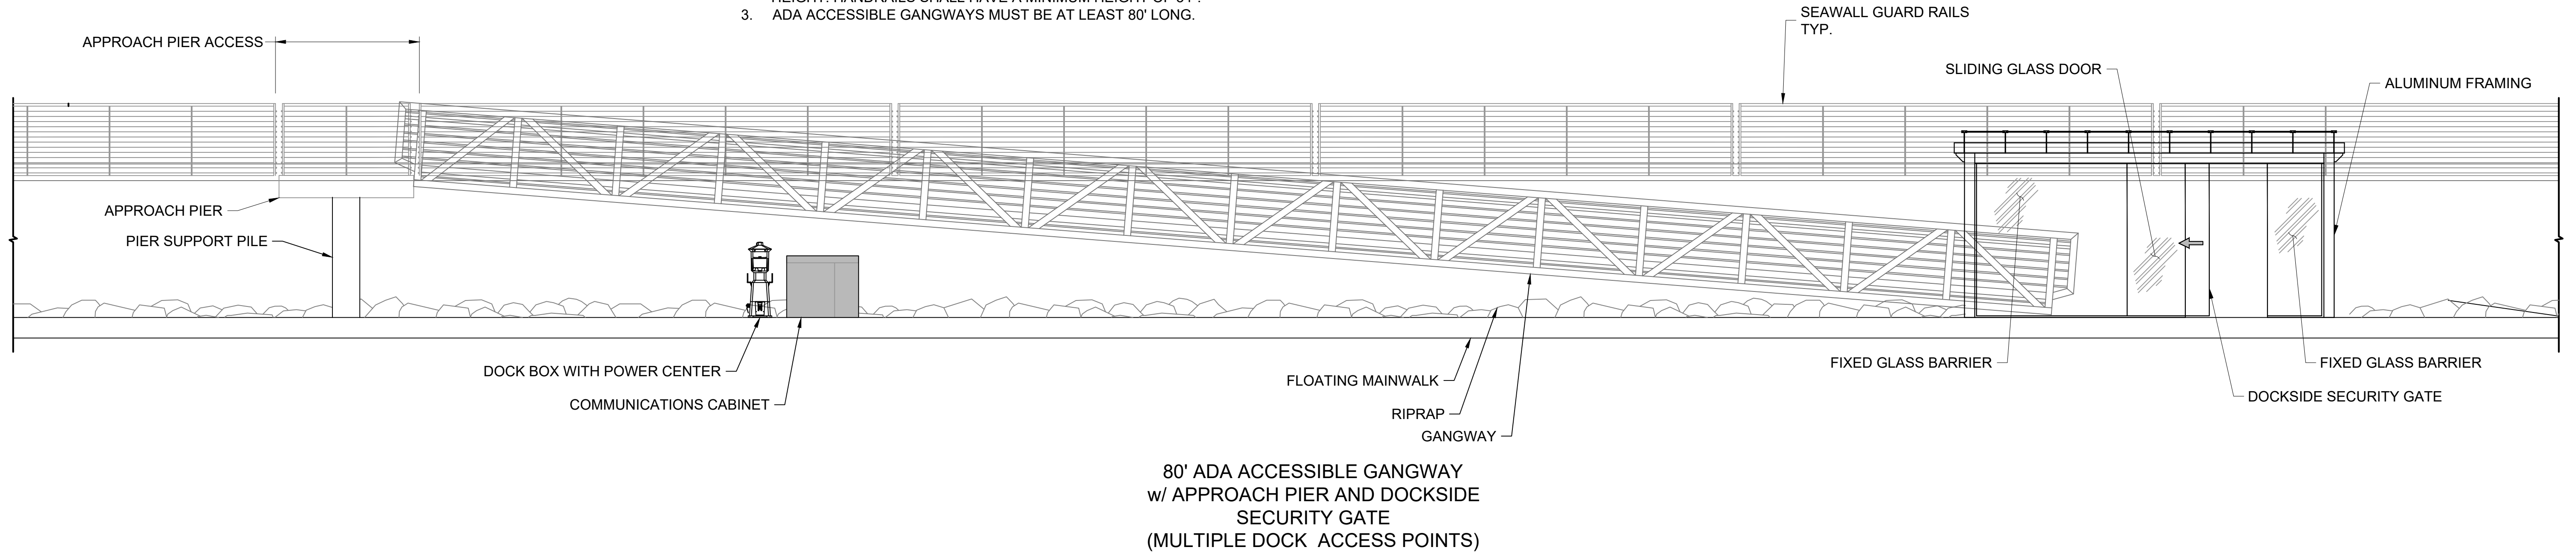 3. ADA ACCESSIBLE GANGWAYS MUST BE AT LEAST 80' LONG.
SEAWALL GUARD RAILS
TYP.
APPROACH PIER ACCESS
SLIDING GLASS DOOR
ALUMINUM FRAMING
APPROACH PIER
PIER SUPPORT PILE
DOCK BOX WITH POWER CENTER
COMMUNICATIONS CABINET
FLOATING MAINWALK
RIPRAP
GANGWAY
FIXED GLASS BARRIER
FIXED GLASS BARRIER
DOCKSIDE SECURITY GATE
80' ADA ACCESSIBLE GANGWAY
w/ APPROACH PIER AND DOCKSIDE
SECURITY GATE
(MULTIPLE DOCK ACCESS POINTS)